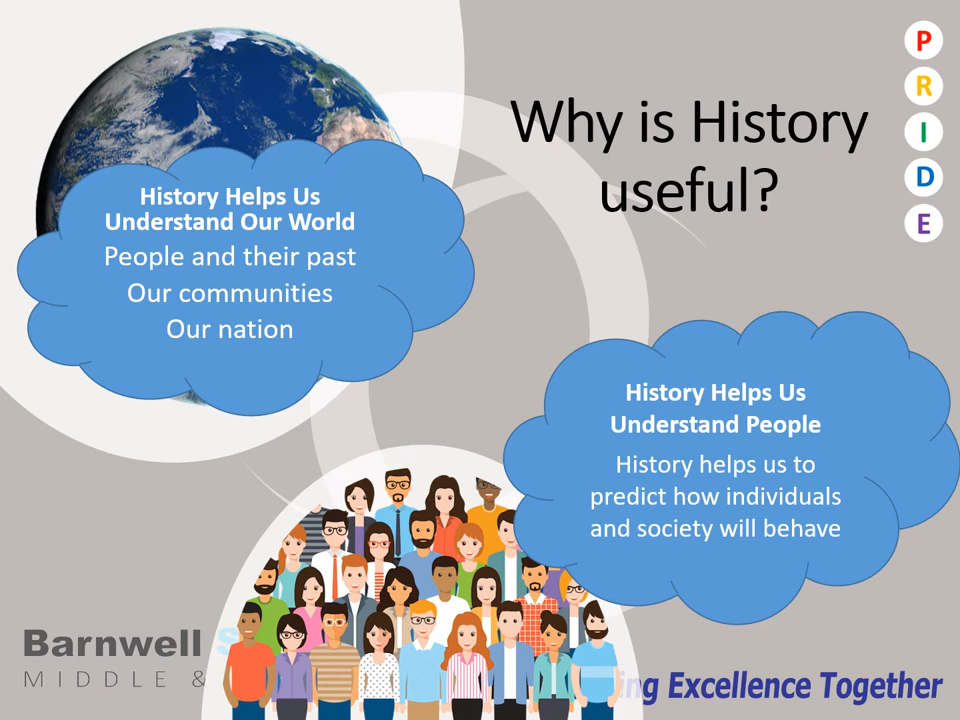 Why is History
useful?
P
R
I
D
E
History Helps Us
Understand Our World
People and their past
Our communities
Our nation
History Helps Us
Understand People
History helps us to
predict how individuals
and society will behave
Barnwell
MIDDLE &
Excellence Together